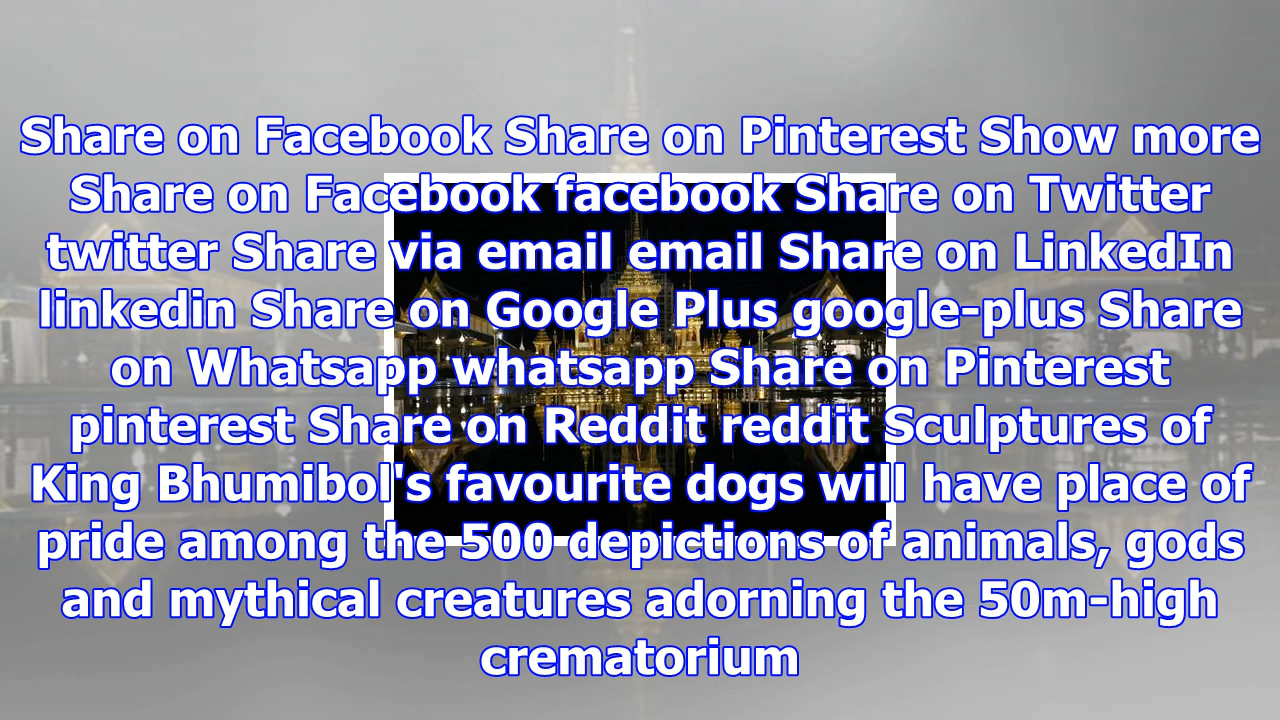 Share on Facebook Share on Pinterest Show more
Share on Facebook facebook Share on Twitter
twitter Share via email email Share on LinkedIn
linkedin Share on Google Plus google-plus Share
on Whatsapp whatsapp Share on Pinterest
pinterest Share on Reddit reddit Sculptures of
King Bhumibol's favourite dogs will have place of
pride among the 500 depictions of animals, gods
and mythical creatures adorning the 50m-high
crematorium